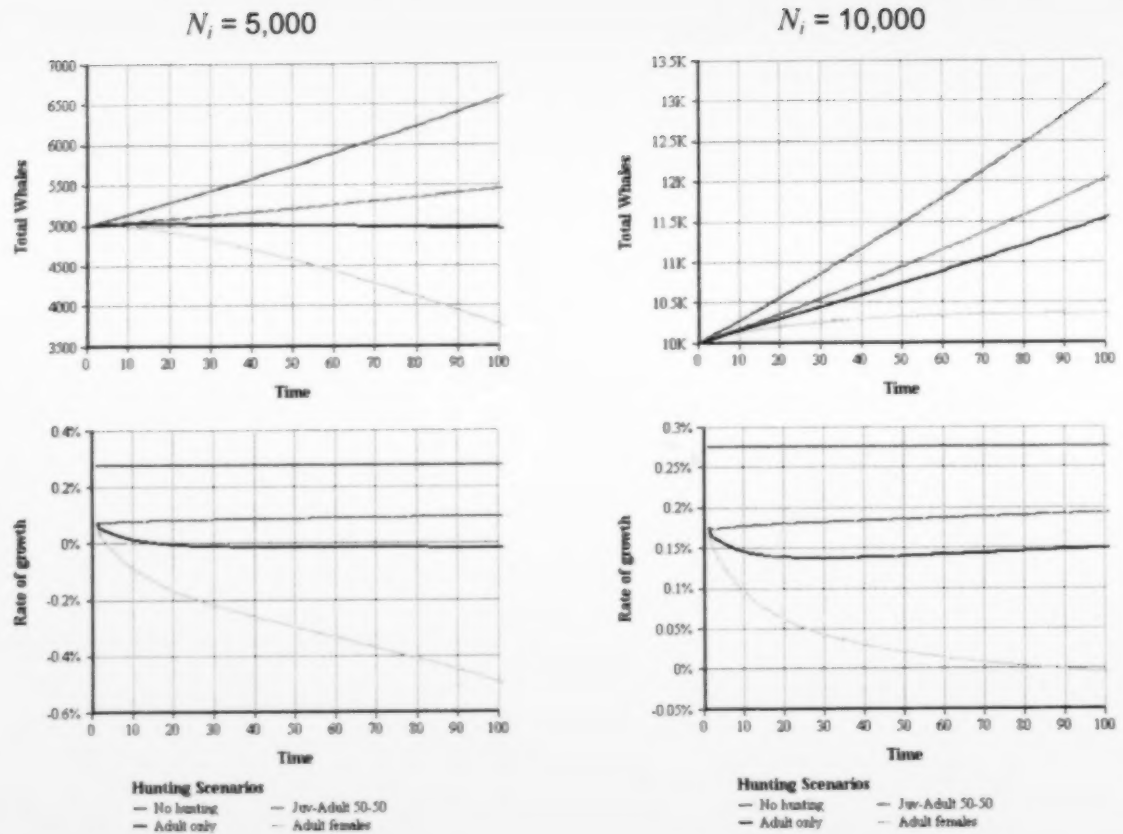 N_i = 5,000
7000
6500
6000
5500
5000
4500
4000
3500
Total Whales
0 10 20 30 40 50 60 70 80 90 100
Time
0.4%
0.2%
0%
-0.2%
-0.4%
-0.6%
Rate of growth
0 10 20 30 40 50 60 70 80 90 100
Time
Hunting Scenarios
No hunting Juv-Adult 50-50
Adult only Adult females
N_i = 10,000
13.5K
13K
12.5K
12K
11.5K
11K
10.5K
10K
Total Whales
0 10 20 30 40 50 60 70 80 90 100
Time
0.3%
0.25%
0.2%
0.15%
0.1%
0.05%
0%
-0.05%
Rate of growth
0 10 20 30 40 50 60 70 80 90 100
Time
Hunting Scenarios
No hunting Juv-Adult 50-50
Adult only Adult females